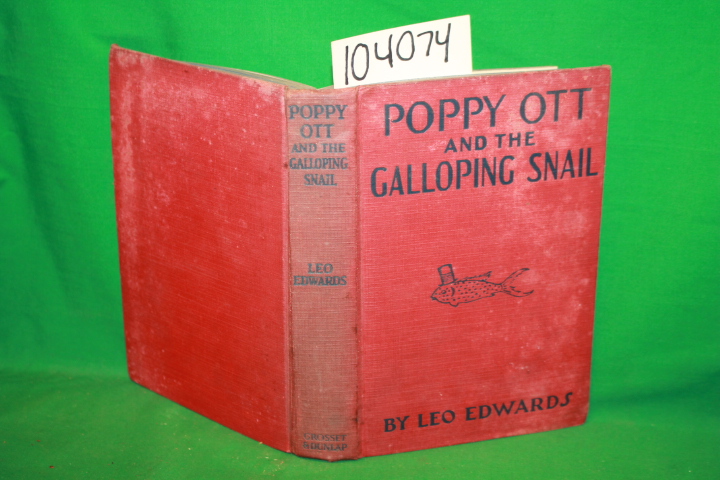 104074
POPPY
OTT
AND THE
GALLOPING
SNAIL
LEO
EDWARDS
GROSSET
& DUNLAP
POPPY OTT
AND THE
GALLOPING SNAIL
BY LEO EDWARDS